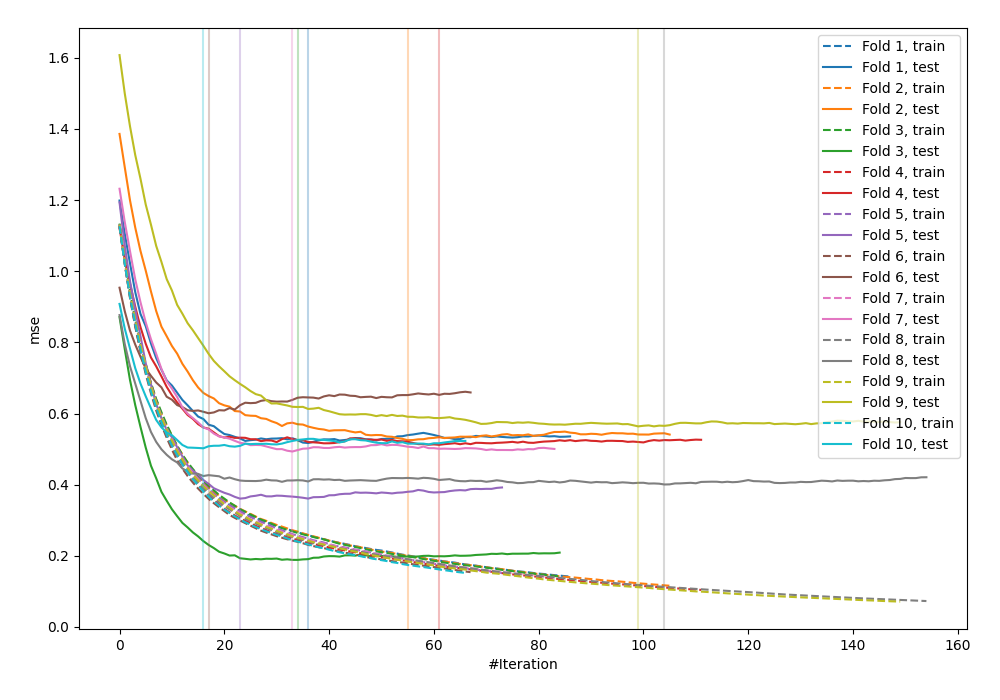 1.6
1.4
1.2
1.0
0.8
0.6
0.4
0.2
0.0
mse
0 20 40 60 80 100 120 140 160
#Iteration
Fold 1, train
Fold 1, test
Fold 2, train
Fold 2, test
Fold 3, train
Fold 3, test
Fold 4, train
Fold 4, test
Fold 5, train
Fold 5, test
Fold 6, train
Fold 6, test
Fold 7, train
Fold 7, test
Fold 8, train
Fold 8, test
Fold 9, train
Fold 9, test
Fold 10, train
Fold 10, test